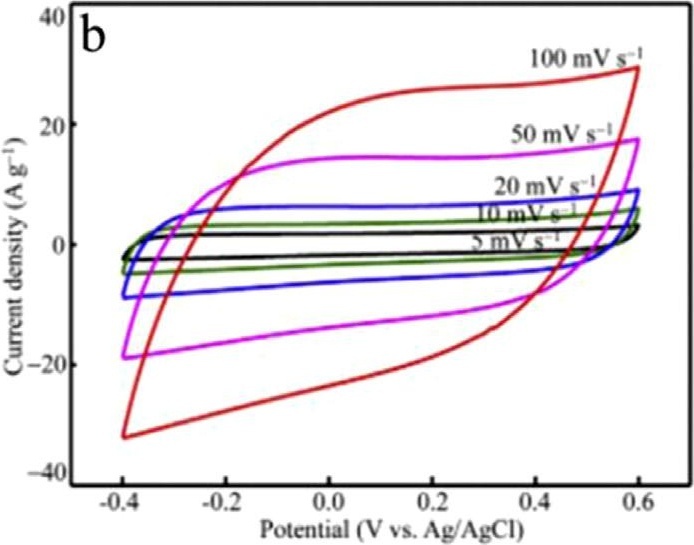 b
40
20
0
−20
−40
Current density (A g⁻¹)
100 mV s⁻¹
50 mV s⁻¹
20 mV s⁻¹
10 mV s⁻¹
5 mV s⁻¹
-0.4 -0.2 0.0 0.2 0.4 0.6
Potential (V vs. Ag/AgCl)